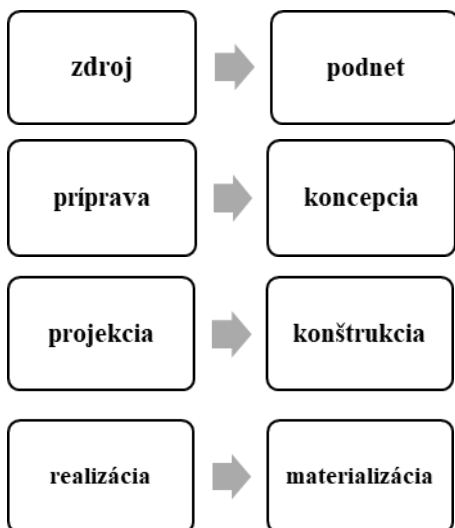 zdroj
podnet
príprava
koncepcia
projekcia
konštrukcia
realizácia
materializácia